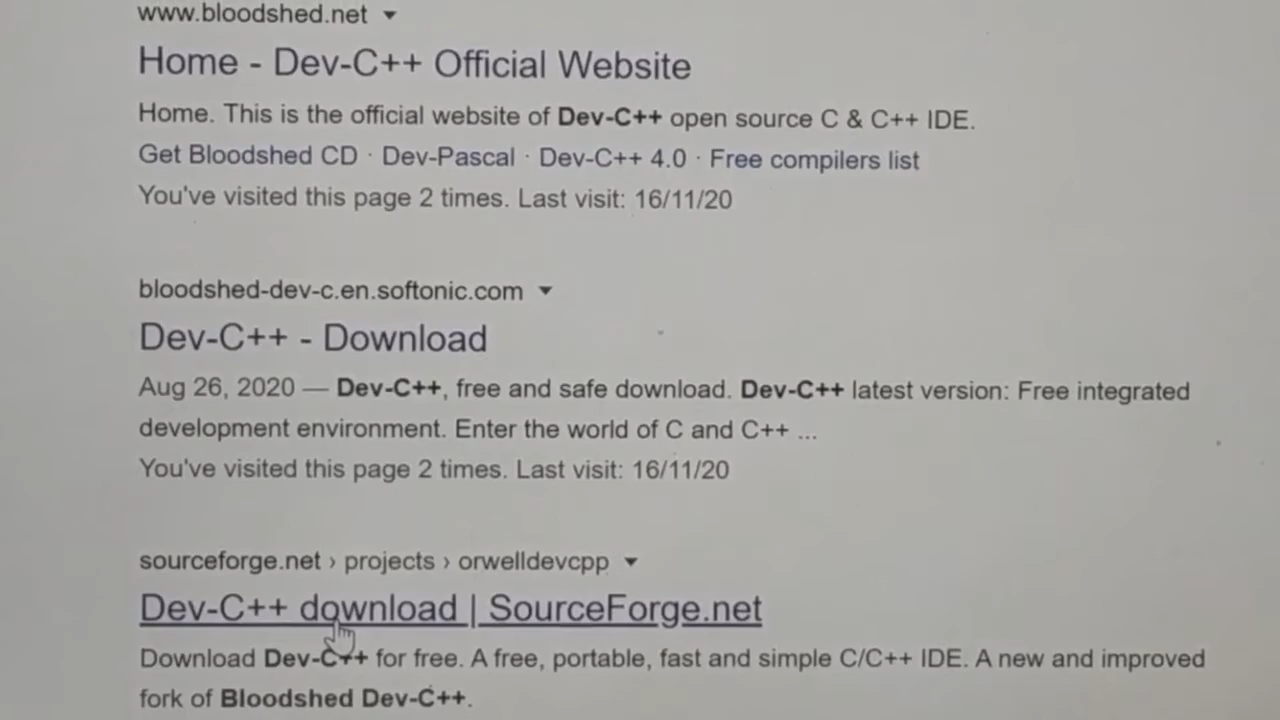 www.bloodshed.net
Home - Dev-C++ Official Website
Home. This is the official website of Dev-C++ open source C & C++ IDE.
Get Bloodshed CD · Dev-Pascal · Dev-C++ 4.0 · Free compilers list
You've visited this page 2 times. Last visit: 16/11/20
bloodshed-dev-c.en.softonic.com
Dev-C++ - Download
Aug 26, 2020 — Dev-C++, free and safe download. Dev-C++ latest version: Free integrated
development environment. Enter the world of C and C++ ...
You've visited this page 2 times. Last visit: 16/11/20
sourceforge.net › projects › orwelldevcpp
Dev-C++ download | SourceForge.net
Download Dev-C++ for free. A free, portable, fast and simple C/C++ IDE. A new and improved
fork of Bloodshed Dev-C++.